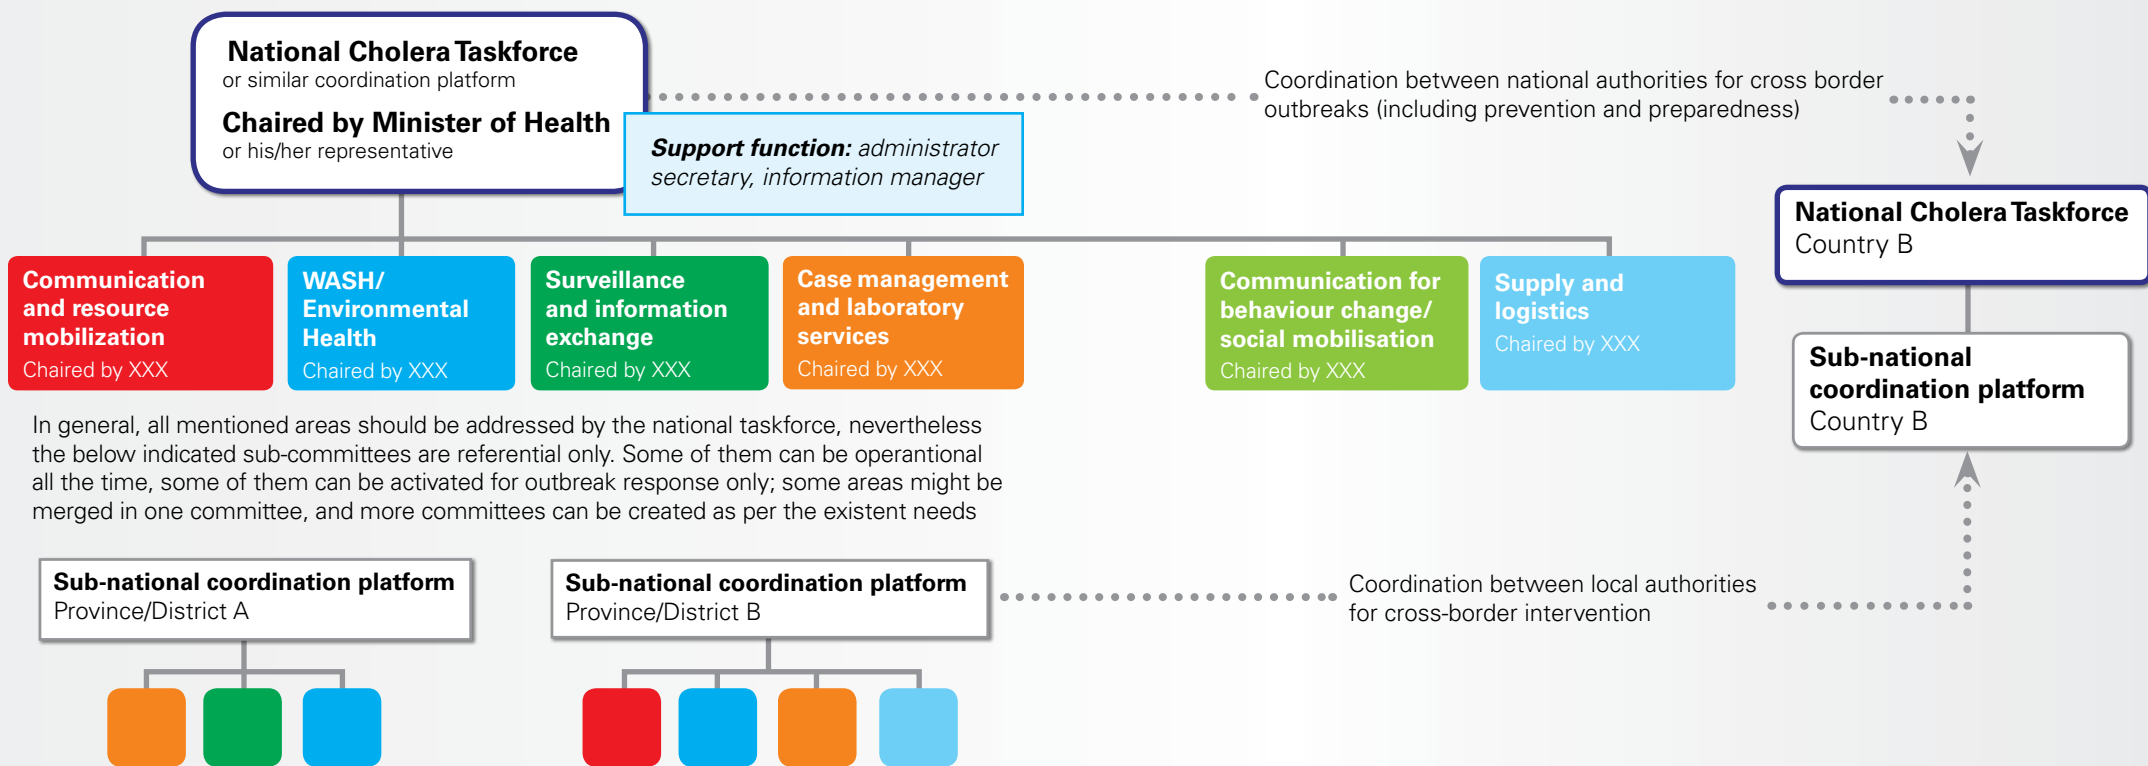 National Cholera Taskforce
or similar coordination platform
Chaired by Minister of Health
or his/her representative
Support function: administrator
secretary, information manager
Coordination between national authorities for cross border
outbreaks (including prevention and preparedness)
National Cholera Taskforce
Country B
Sub-national
coordination platform
Country B
Communication
and resource
mobilization
Chaired by XXX
WASH/
Environmental
Health
Chaired by XXX
Surveillance
and information
exchange
Chaired by XXX
Case management
and laboratory
services
Chaired by XXX
Communication for
behaviour change/
social mobilisation
Chaired by XXX
Supply and
logistics
Chaired by XXX
In general, all mentioned areas should be addressed by the national taskforce, nevertheless
the below indicated sub-committees are referential only. Some of them can be operantional
all the time, some of them can be activated for outbreak response only; some areas might be
merged in one committee, and more committees can be created as per the existent needs
Sub-national coordination platform
Province/District A
Sub-national coordination platform
Province/District B
Coordination between local authorities
for cross-border intervention